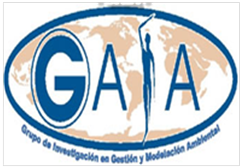 GAIA
Grupo de Investigación en Gestión y Modelación Ambiental